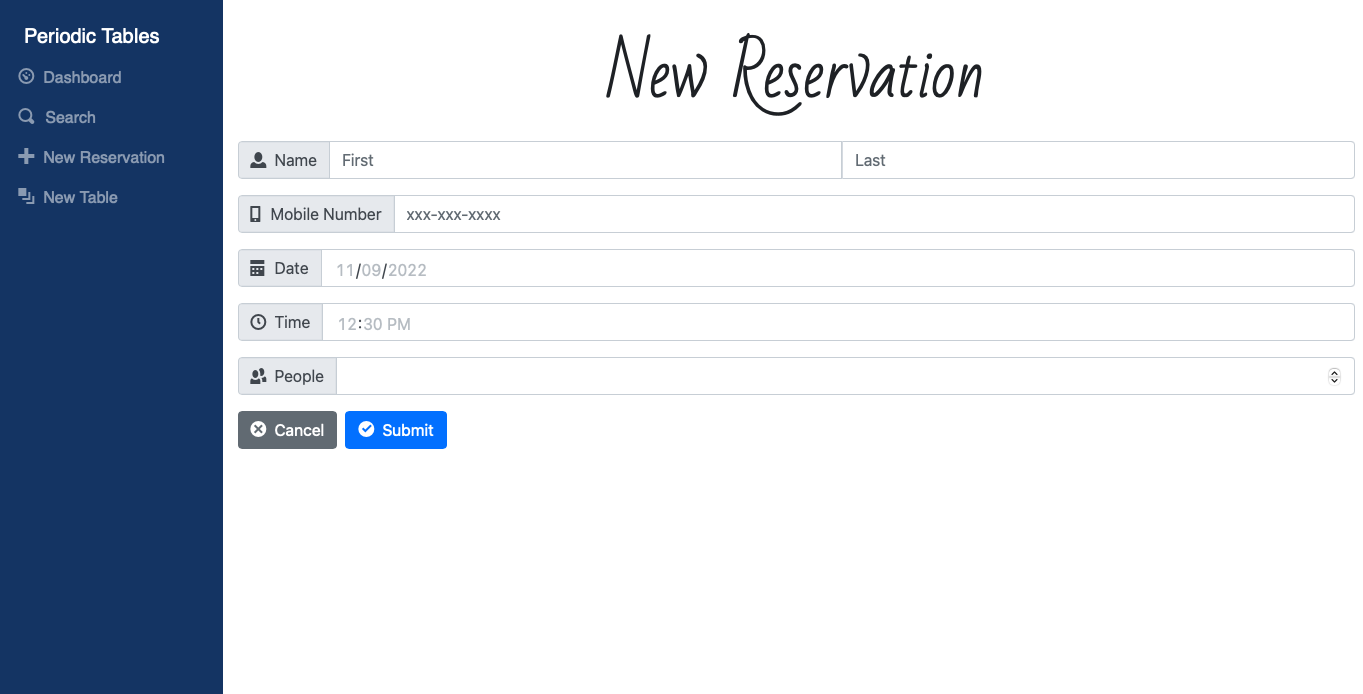 Periodic Tables
Dashboard
Search
New Reservation
New Table
New Reservation
Name First Last
Mobile Number xxx-xxx-xxxx
Date 11/09/2022
Time 12:30 PM
People
Cancel Submit